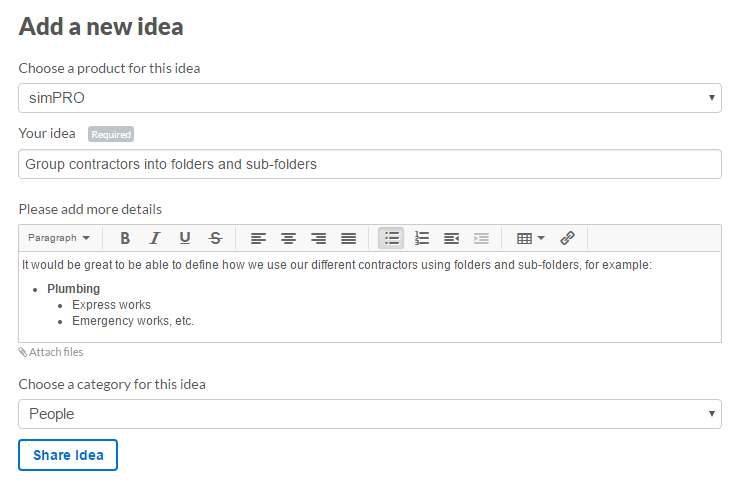 Add a new idea
Choose a product for this idea
simPRO
Your idea Required
Group contractors into folders and sub-folders
Please add more details
Paragraph B I U S
It would be great to be able to define how we use our different contractors using folders and sub-folders, for example:
Plumbing
Express works
Emergency works, etc.
Attach files
Choose a category for this idea
People
Share Idea